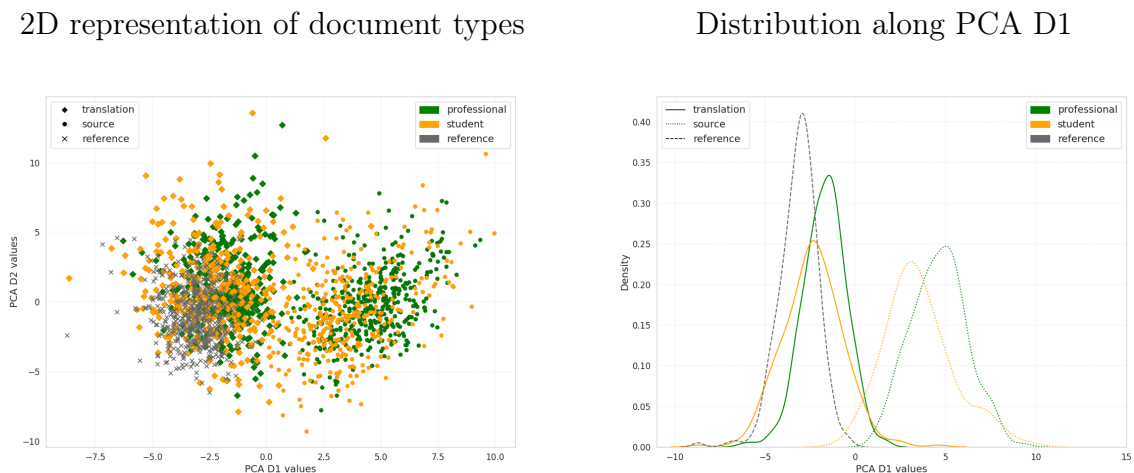 2D representation of document types
translation
source
reference
professional
student
reference
10
5
0
−5
−10
PCA D2 values
−7.5
−5.0
−2.5
0.0
2.5
5.0
7.5
10.0
PCA D1 values
Distribution along PCA D1
translation
source
reference
professional
student
reference
0.40
0.35
0.30
0.25
0.20
0.15
0.10
0.05
0.00
Density
−10
−5
0
5
10
15
PCA D1 values